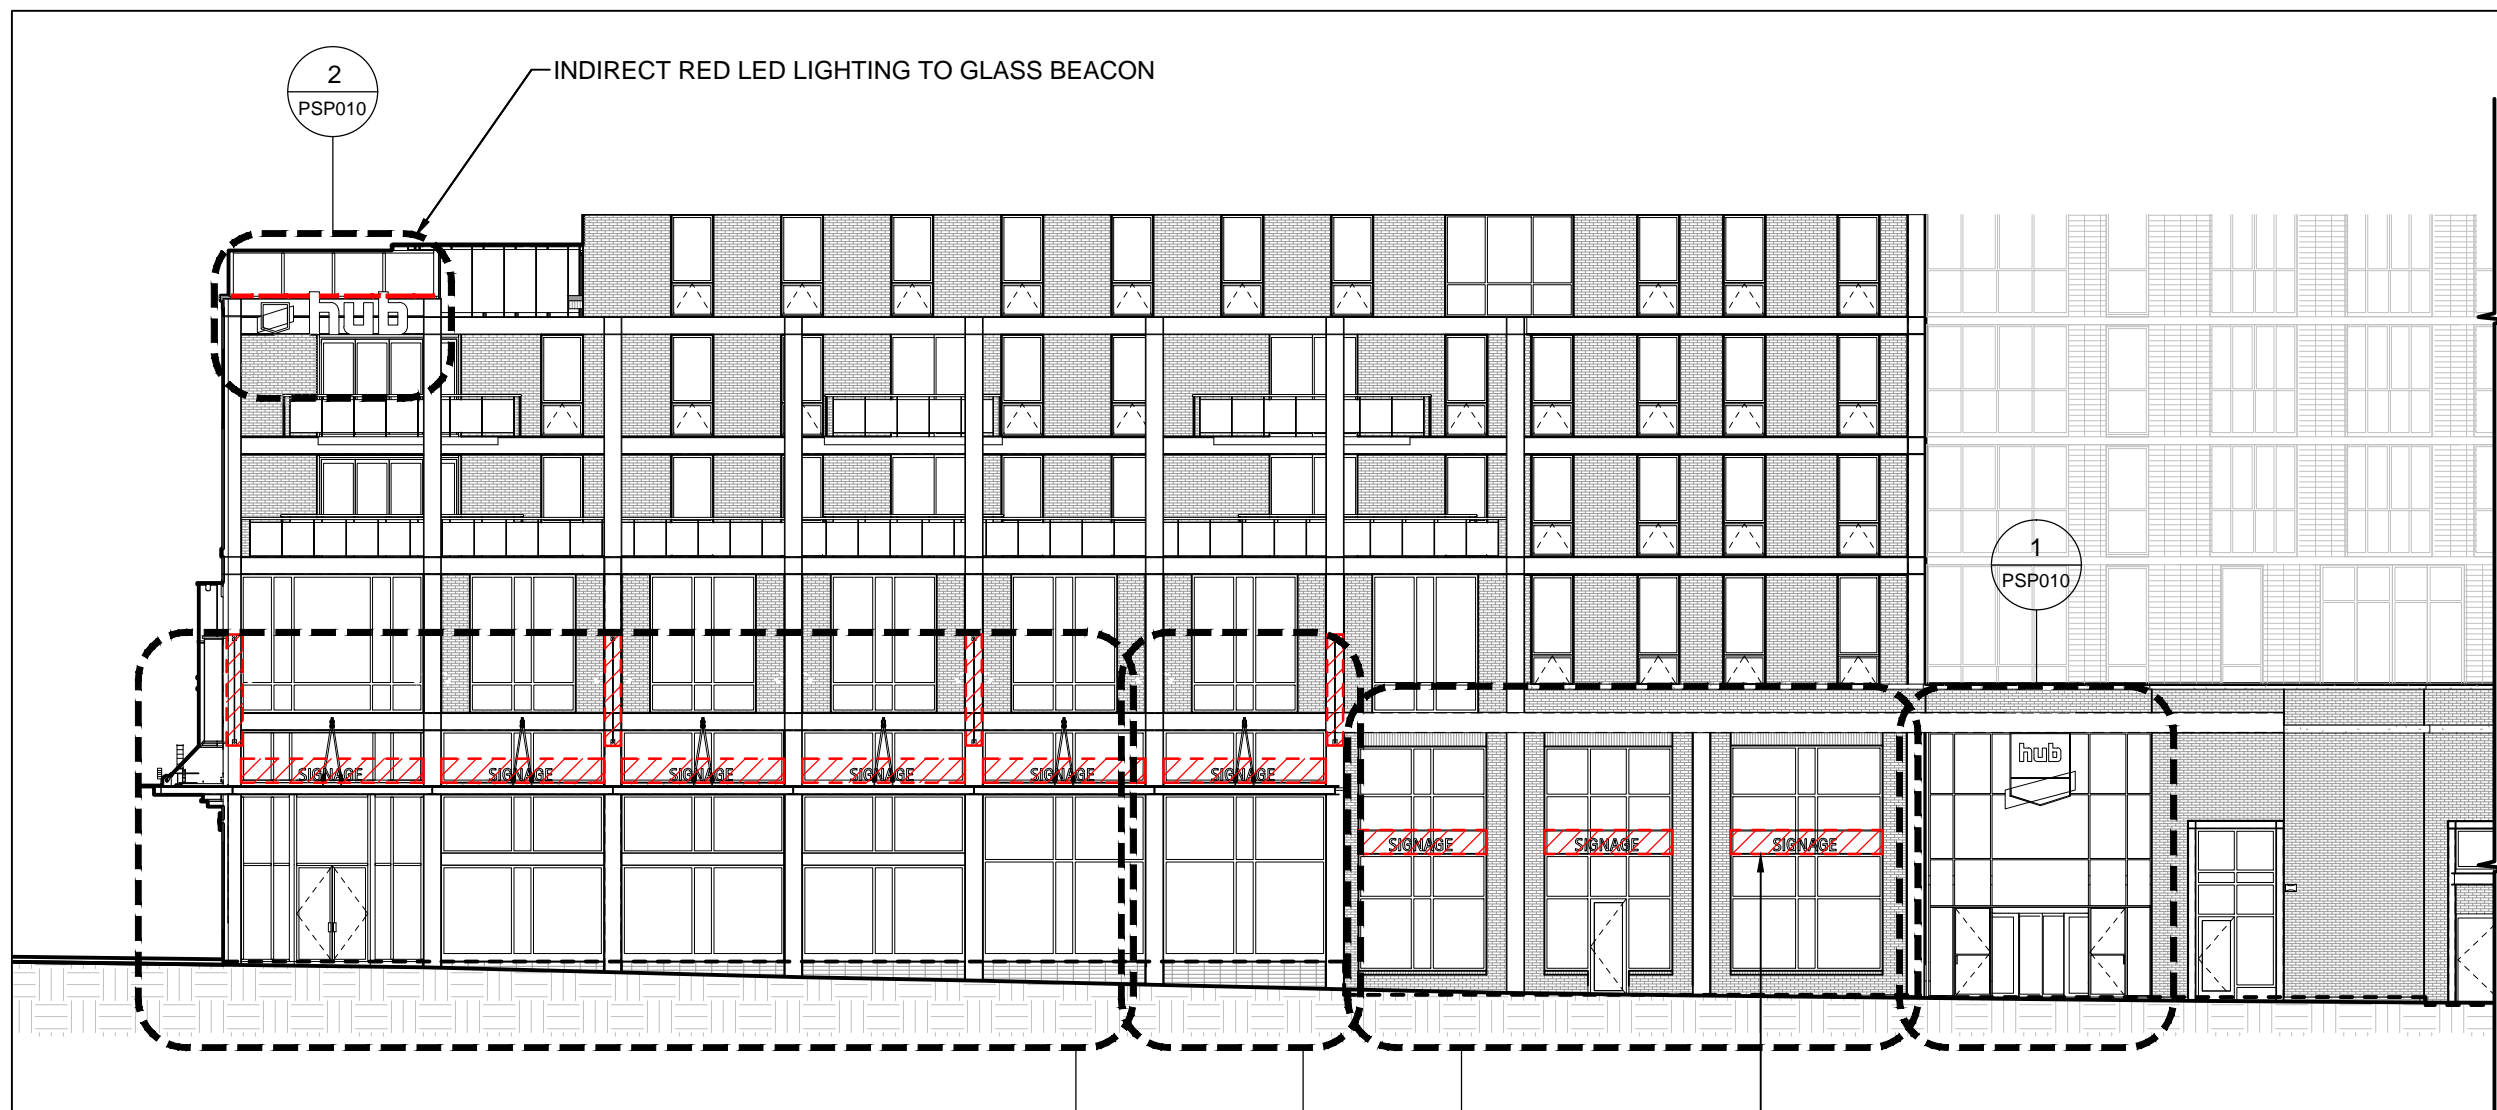 2
PSP010
INDIRECT RED LED LIGHTING TO GLASS BEACON
hub
1
PSP010
hub
SIGNAGE
SIGNAGE
SIGNAGE
SIGNAGE
SIGNAGE
SIGNAGE
SIGNAGE
SIGNAGE
SIGNAGE